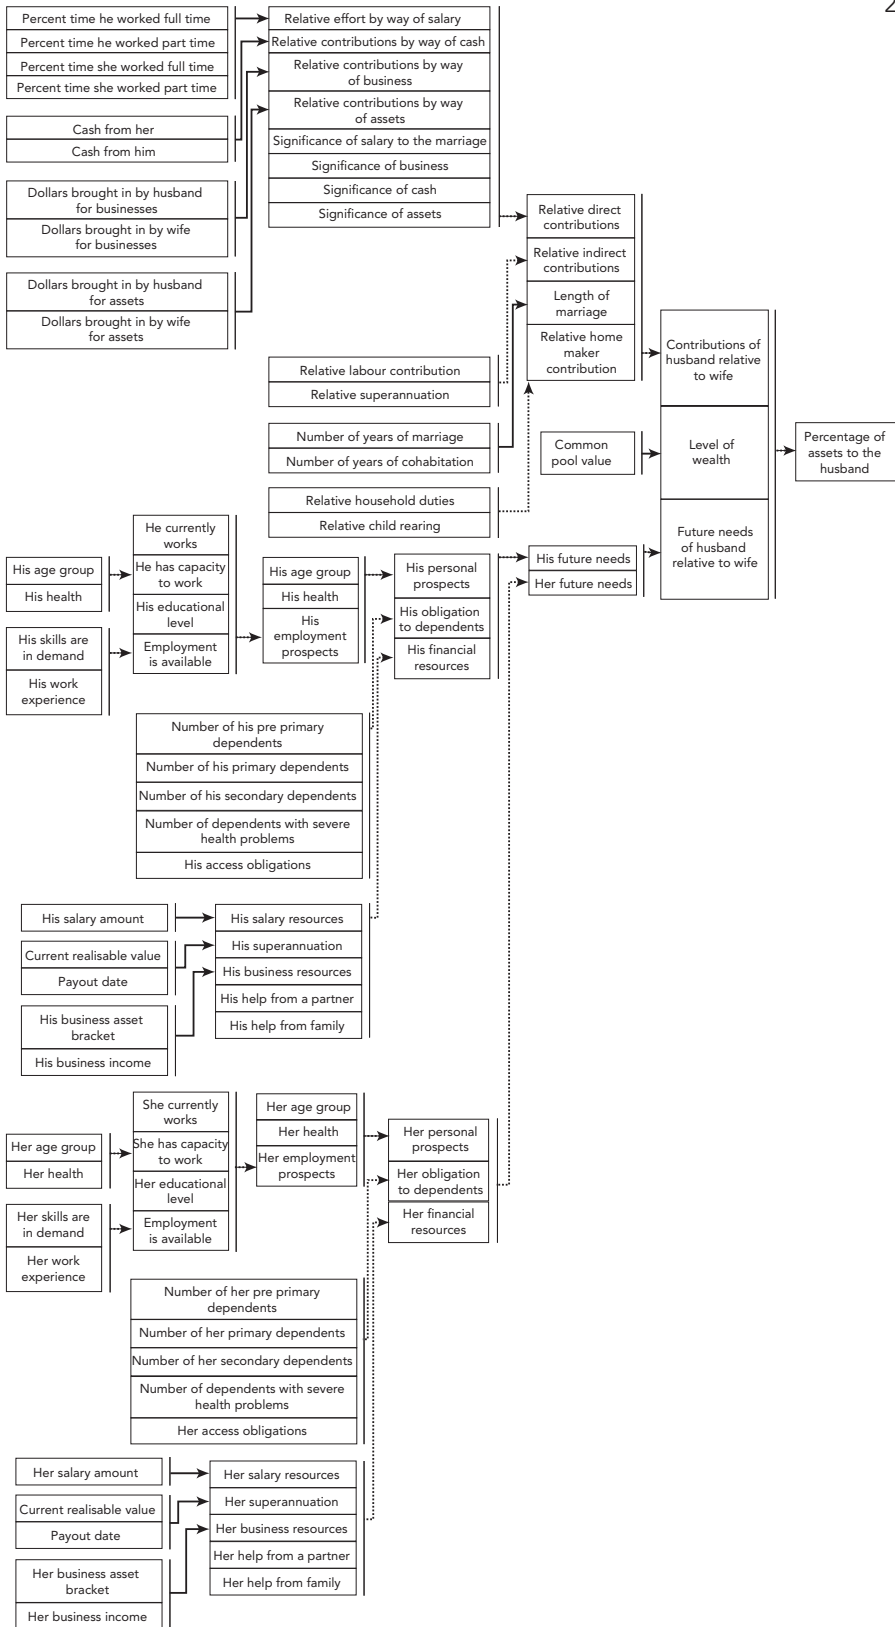 2
Percent time he worked full time
Percent time he worked part time
Percent time she worked full time
Percent time she worked part time
Cash from her
Cash from him
Dollars brought in by husband
for businesses
Dollars brought in by wife
for businesses
Dollars brought in by husband
for assets
Dollars brought in by wife
for assets
Relative effort by way of salary
Relative contributions by way of cash
Relative contributions by way
of business
Relative contributions by way
of assets
Significance of salary to the marriage
Significance of business
Significance of cash
Significance of assets
Relative labour contribution
Relative superannuation
Number of years of marriage
Number of years of cohabitation
Relative household duties
Relative child rearing
Relative direct
contributions
Relative indirect
contributions
Length of
marriage
Relative home
maker
contribution
Common
pool value
Contributions of
husband relative
to wife
Level of
wealth
Future needs
of husband
relative to wife
Percentage of
assets to the
husband
His age group
His health
His skills are
in demand
His work
experience
He currently
works
He has capacity
to work
His educational
level
Employment
is available
His age group
His health
His
employment
prospects
His personal
prospects
His obligation
to dependents
His financial
resources
His future needs
Her future needs
Number of his pre primary
dependents
Number of his primary dependents
Number of his secondary dependents
Number of dependents with severe
health problems
His access obligations
His salary amount
Current realisable value
Payout date
His business asset
bracket
His business income
His salary resources
His superannuation
His business resources
His help from a partner
His help from family
Her age group
Her health
Her skills are
in demand
Her work
experience
She currently
works
She has capacity
to work
Her educational
level
Employment
is available
Her age group
Her health
Her employment
prospects
Her personal
prospects
Her obligation
to dependents
Her financial
resources
Number of her pre primary
dependents
Number of her primary dependents
Number of her secondary dependents
Number of dependents with severe
health problems
Her access obligations
Her salary amount
Current realisable value
Payout date
Her business asset
bracket
Her business income
Her salary resources
Her superannuation
Her business resources
Her help from a partner
Her help from family